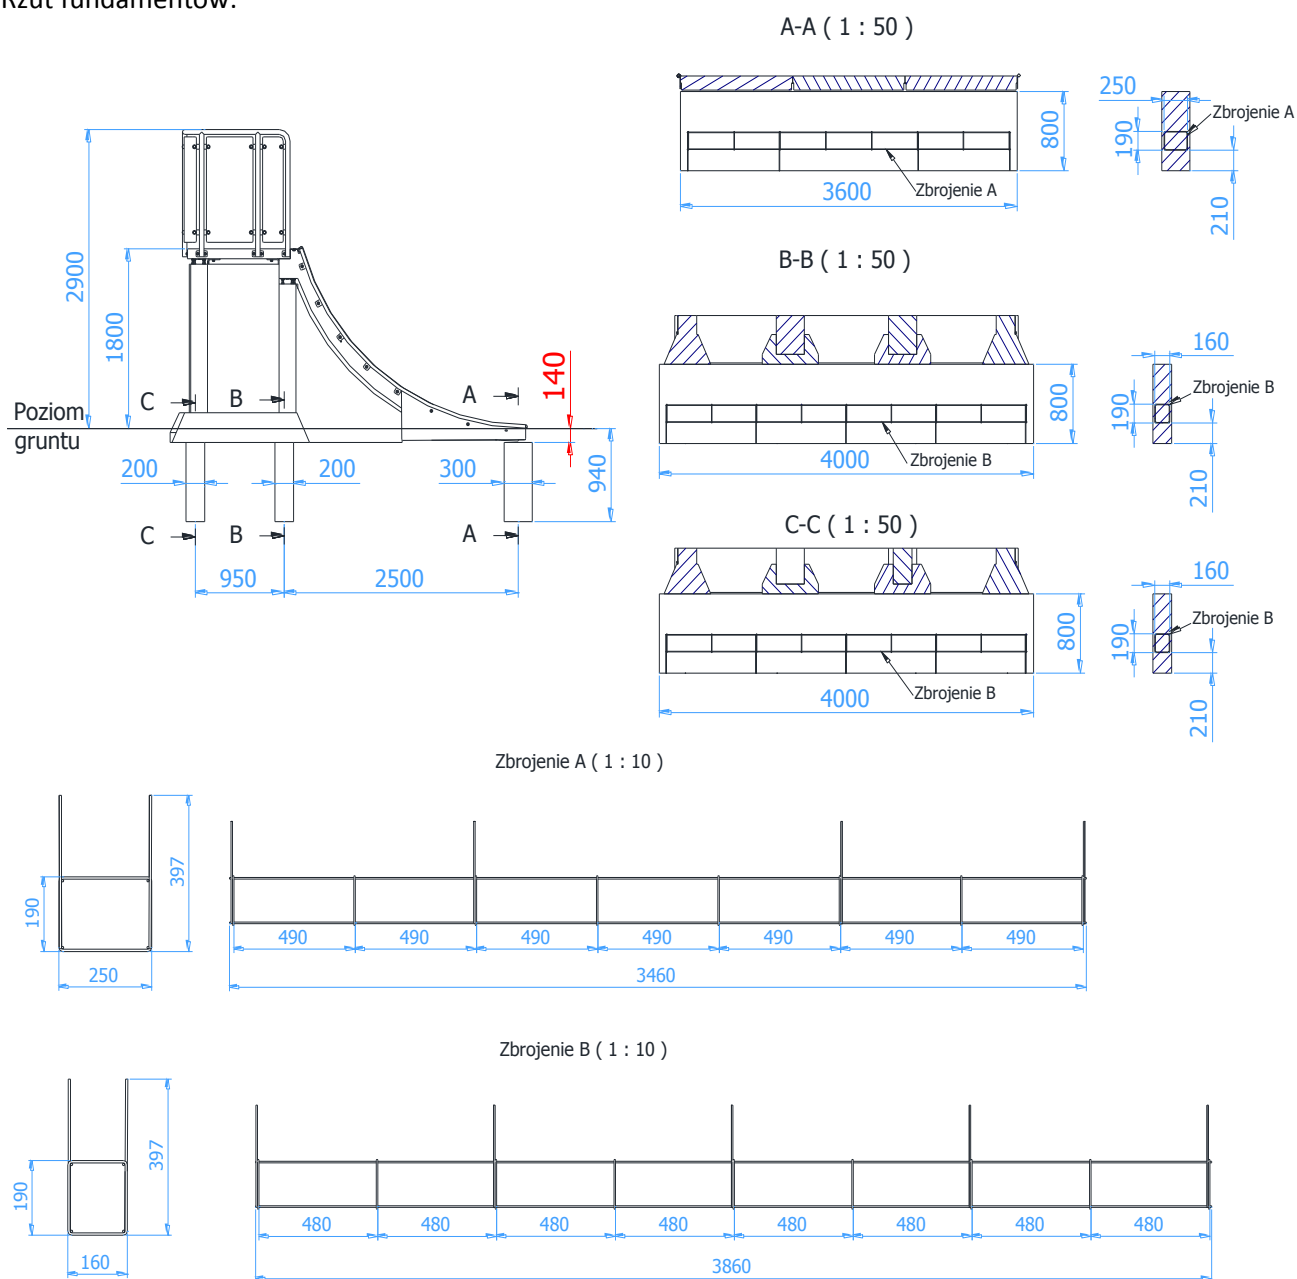 Rzut fundamentów:
A-A ( 1 : 50 )
250
Zbrojenie A
800
190
Zbrojenie A
3600
210
2900
1800
B-B ( 1 : 50 )
160
Zbrojenie B
800
190
Zbrojenie B
4000
210
140
C B A
Poziom
gruntu
200 200 300
940
C B A
950 2500
C-C ( 1 : 50 )
160
Zbrojenie B
800
190
Zbrojenie B
4000
210
Zbrojenie A ( 1 : 10 )
397
190
250
490 490 490 490 490 490 490
3460
Zbrojenie B ( 1 : 10 )
397
190
160
480 480 480 480 480 480 480 480
3860